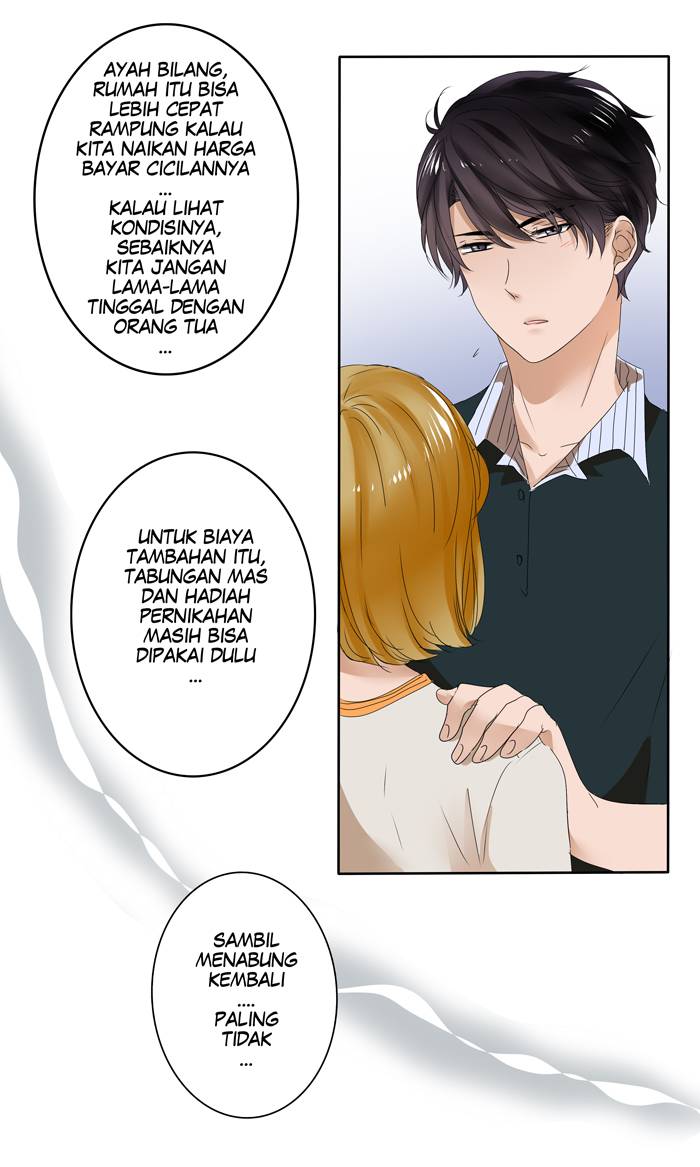 AYAH BILANG,
RUMAH ITU BISA
LEBIH CEPAT
RAMPUNG KALAU
KITA NAIKAN HARGA
BAYAR CICILANNYA
...
KALAU LIHAT
KONDISINYA,
SEBAIKNYA
KITA JANGAN
LAMA-LAMA
TINGGAL DENGAN
ORANG TUA
...
UNTUK BIAYA
TAMBAHAN ITU,
TABUNGAN MAS
DAN HADIAH
PERNIKAHAN
MASIH BISA
DIPAKAI DULU
...
SAMBIL
MENABUNG
KEMBALI
....
PALING
TIDAK
...